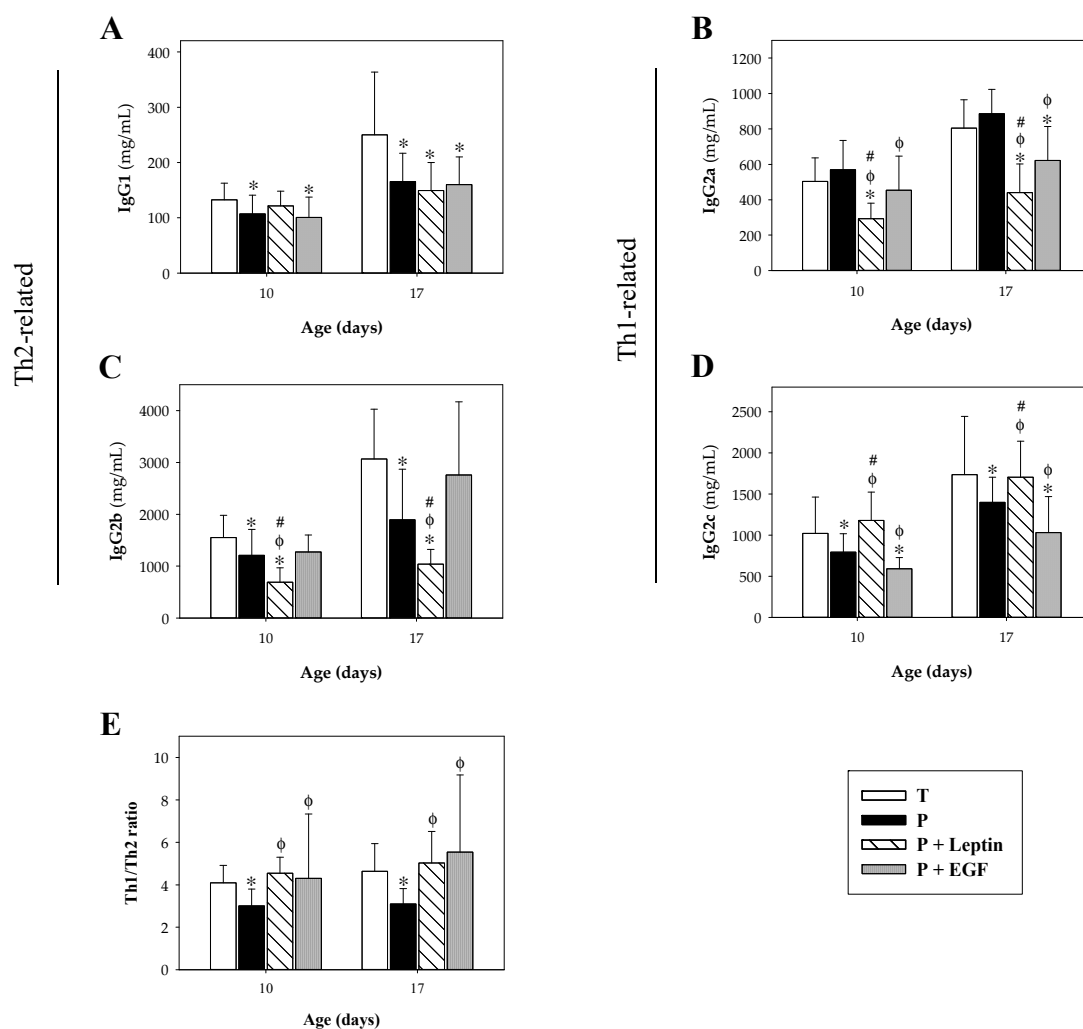 Th2-related
A
IgG1 (mg/mL)
400
300
200
100
0
* * * * *
10 17
Age (days)
Th1-related
B
IgG2a (mg/mL)
1200
1000
800
600
400
200
0
# ϕ * ϕ # ϕ * ϕ *
10 17
Age (days)
C
IgG2b (mg/mL)
4000
3000
2000
1000
0
* # ϕ * * # ϕ *
10 17
Age (days)
D
IgG2c (mg/mL)
2500
2000
1500
1000
500
0
* # ϕ ϕ * * # ϕ ϕ *
10 17
Age (days)
E
Th1/Th2 ratio
10
8
6
4
2
0
* ϕ ϕ * ϕ ϕ
10 17
Age (days)
T
P
P + Leptin
P + EGF